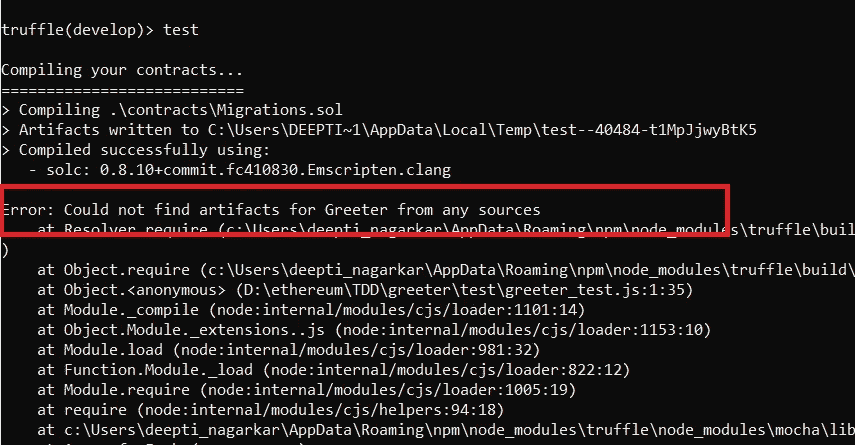 truffle(develop)> test
Compiling your contracts...
===========================
> Compiling .\contracts\Migrations.sol
> Artifacts written to C:\Users\DEEPTI~1\AppData\Local\Temp\test--40484-t1MpJjwyBtK5
> Compiled successfully using:
   - solc: 0.8.10+commit.fc410830.Emscripten.clang
Error: Could not find artifacts for Greeter from any sources
    at Resolver.require (c:\Users\deepti_nagarkar\AppData\Roaming\npm\node_modules\truffle\buil
)
    at Object.require (c:\Users\deepti_nagarkar\AppData\Roaming\npm\node_modules\truffle\build\
    at Object.<anonymous> (D:\ethereum\TDD\greeter\test\greeter_test.js:1:35)
    at Module._compile (node:internal/modules/cjs/loader:1101:14)
    at Object.Module._extensions..js (node:internal/modules/cjs/loader:1153:10)
    at Module.load (node:internal/modules/cjs/loader:981:32)
    at Function.Module._load (node:internal/modules/cjs/loader:822:12)
    at Module.require (node:internal/modules/cjs/loader:1005:19)
    at require (node:internal/modules/cjs/helpers:94:18)
    at c:\Users\deepti_nagarkar\AppData\Roaming\npm\node_modules\truffle\node_modules\mocha\lib